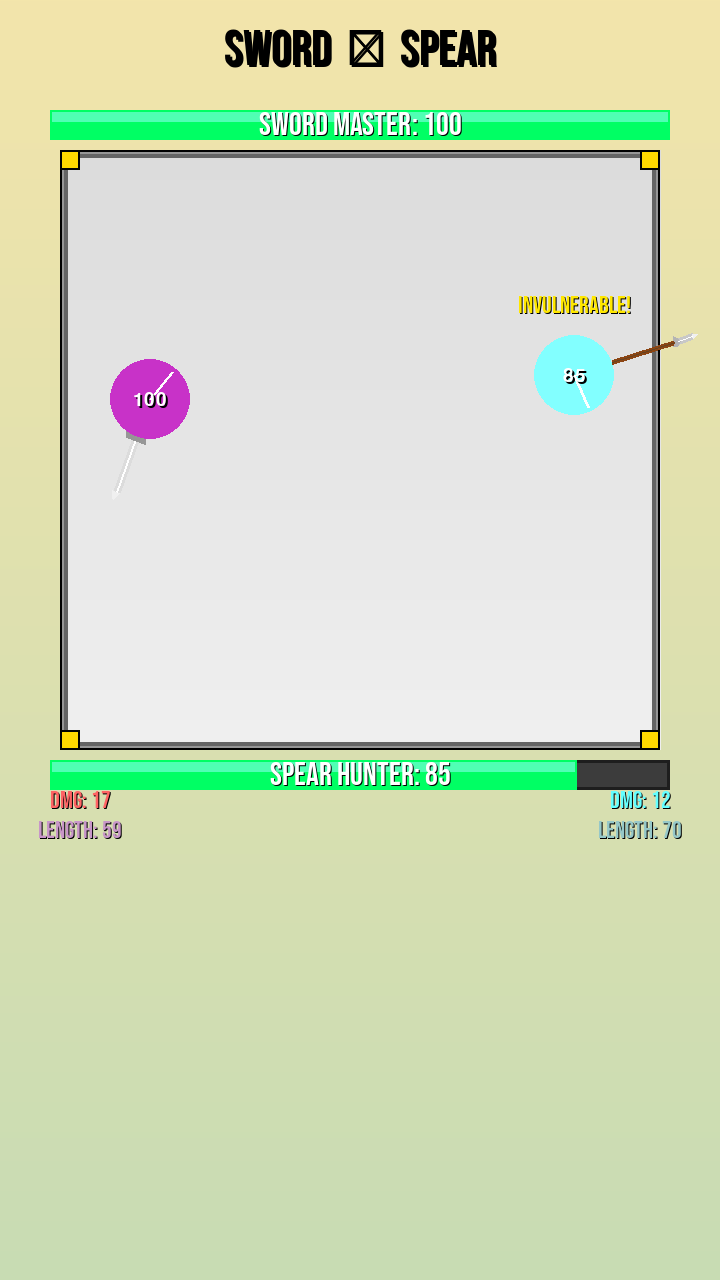 SWORD ⚔ SPEAR
SWORD MASTER: 100
INVULNERABLE!
85
100
SPEAR HUNTER: 85
DMG: 17
DMG: 12
LENGTH: 59
LENGTH: 70